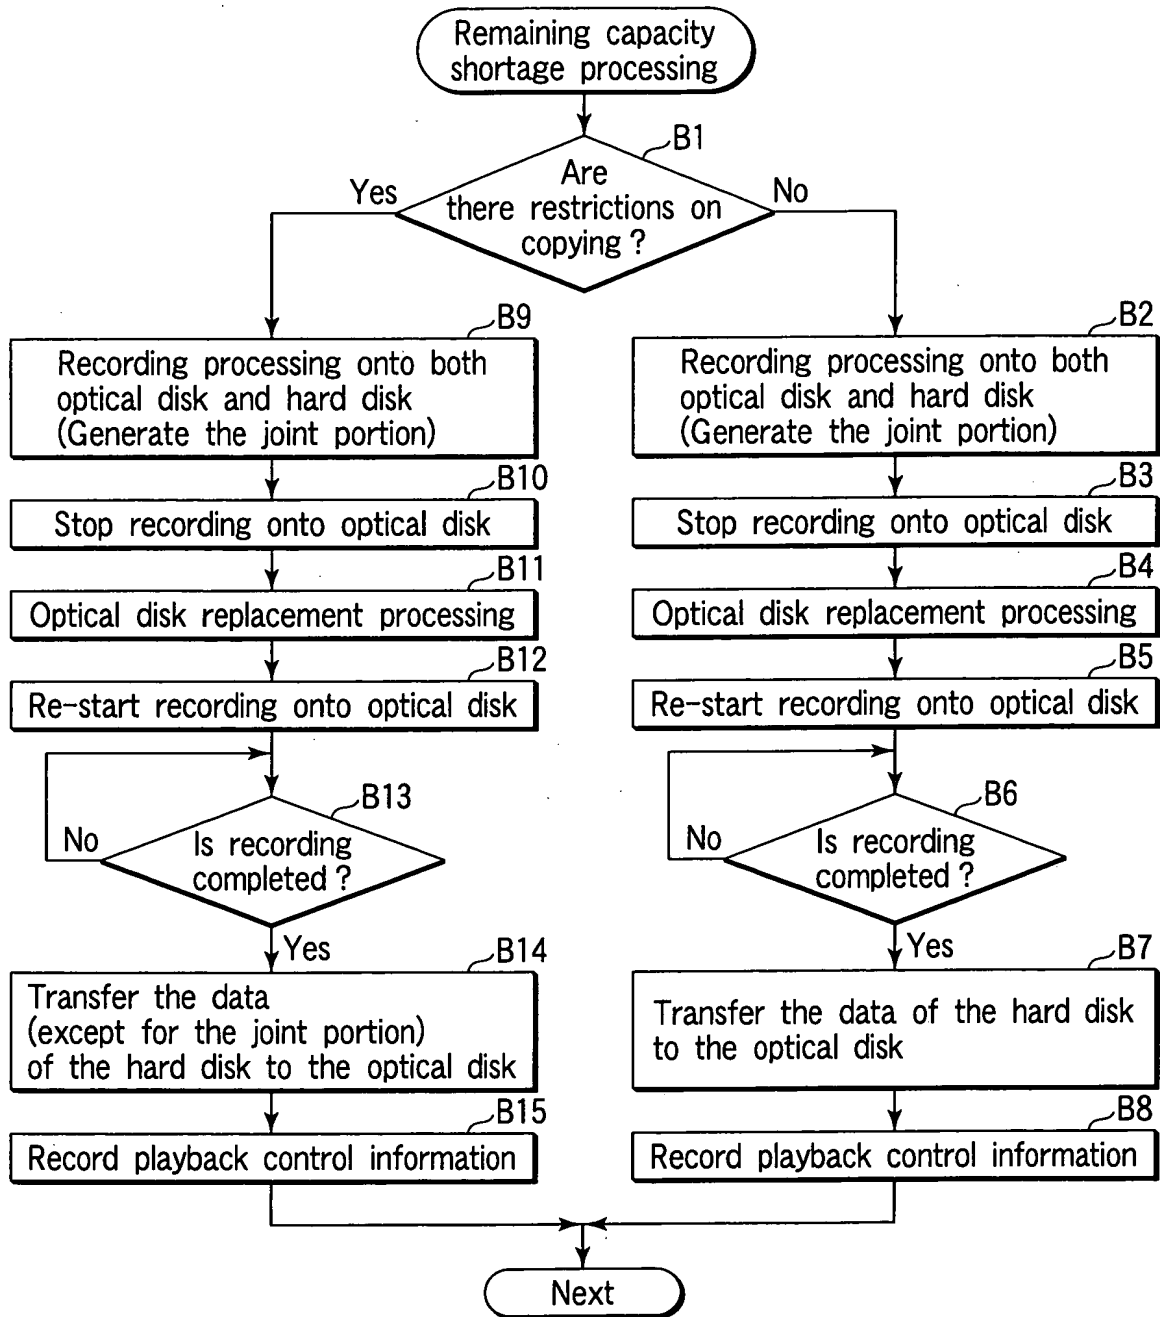 Remaining capacity
shortage processing
B1
Are
there restrictions on
copying ?
Yes
No
B9
Recording processing onto both
optical disk and hard disk
(Generate the joint portion)
B10
Stop recording onto optical disk
B11
Optical disk replacement processing
B12
Re-start recording onto optical disk
B13
Is recording
completed ?
No
Yes
B14
Transfer the data
(except for the joint portion)
of the hard disk to the optical disk
B15
Record playback control information
B2
Recording processing onto both
optical disk and hard disk
(Generate the joint portion)
B3
Stop recording onto optical disk
B4
Optical disk replacement processing
B5
Re-start recording onto optical disk
B6
Is recording
completed ?
No
Yes
B7
Transfer the data of the hard disk
to the optical disk
B8
Record playback control information
Next